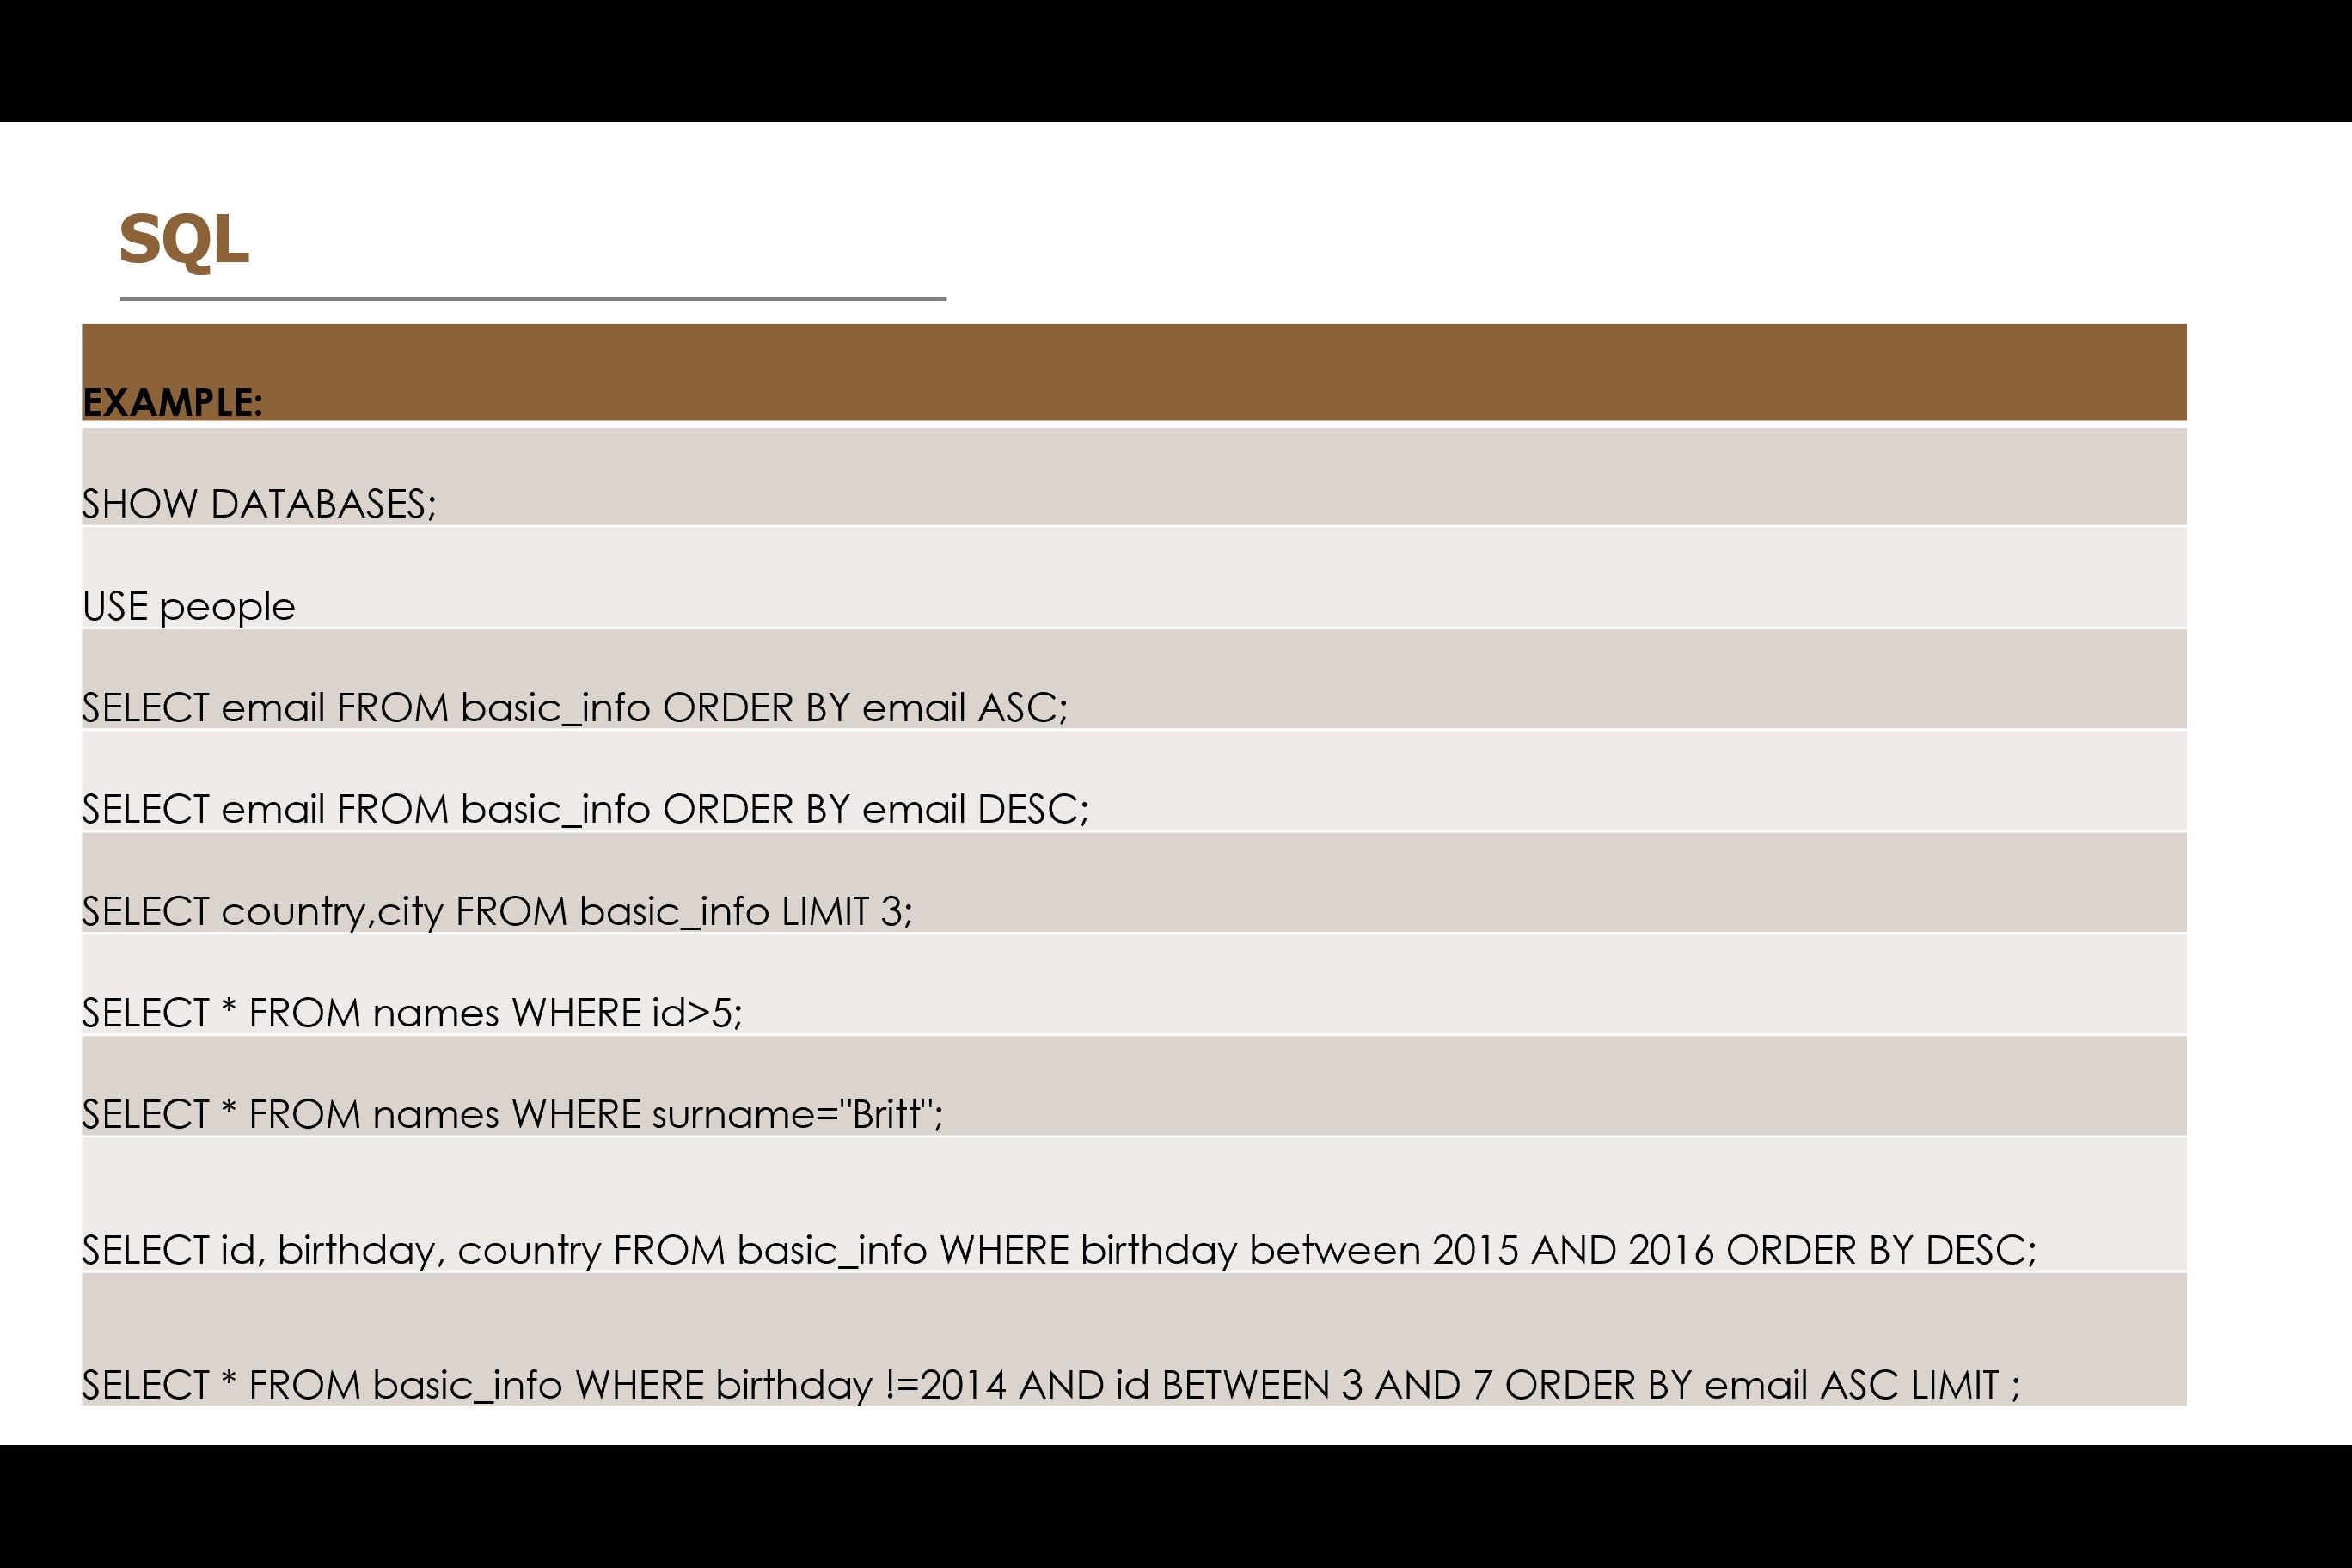 SQL
EXAMPLE:
SHOW DATABASES;
USE people
SELECT email FROM basic_info ORDER BY email ASC;
SELECT email FROM basic_info ORDER BY email DESC;
SELECT country,city FROM basic_info LIMIT 3;
SELECT * FROM names WHERE id>5;
SELECT * FROM names WHERE surname="Britt";
SELECT id, birthday, country FROM basic_info WHERE birthday between 2015 AND 2016 ORDER BY DESC;
SELECT * FROM basic_info WHERE birthday !=2014 AND id BETWEEN 3 AND 7 ORDER BY email ASC LIMIT ;